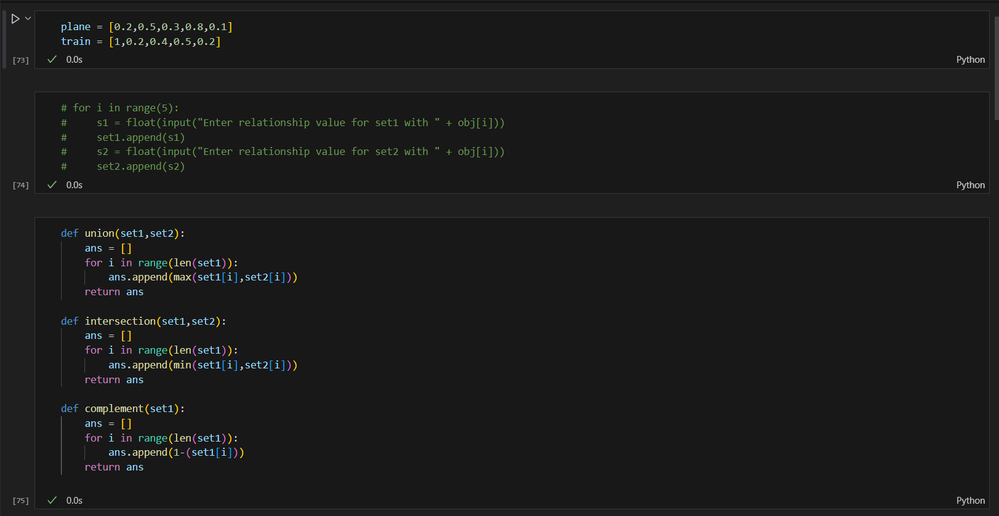 plane = [0.2,0.5,0.3,0.8,0.1]
train = [1,0.2,0.4,0.5,0.2]
[73] 0.0s Python
# for i in range(5):
#     s1 = float(input("Enter relationship value for set1 with " + obj[i]))
#     set1.append(s1)
#     s2 = float(input("Enter relationship value for set2 with " + obj[i]))
#     set2.append(s2)
[74] 0.0s Python
def union(set1,set2):
    ans = []
    for i in range(len(set1)):
        ans.append(max(set1[i],set2[i]))
    return ans
def intersection(set1,set2):
    ans = []
    for i in range(len(set1)):
        ans.append(min(set1[i],set2[i]))
    return ans
def complement(set1):
    ans = []
    for i in range(len(set1)):
        ans.append(1-(set1[i]))
    return ans
[75] 0.0s Python